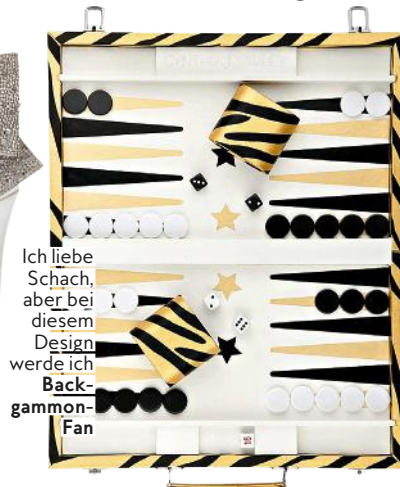 Ich liebe
Schach,
aber bei
diesem
Design
werde ich
Back-
gammon-
Fan